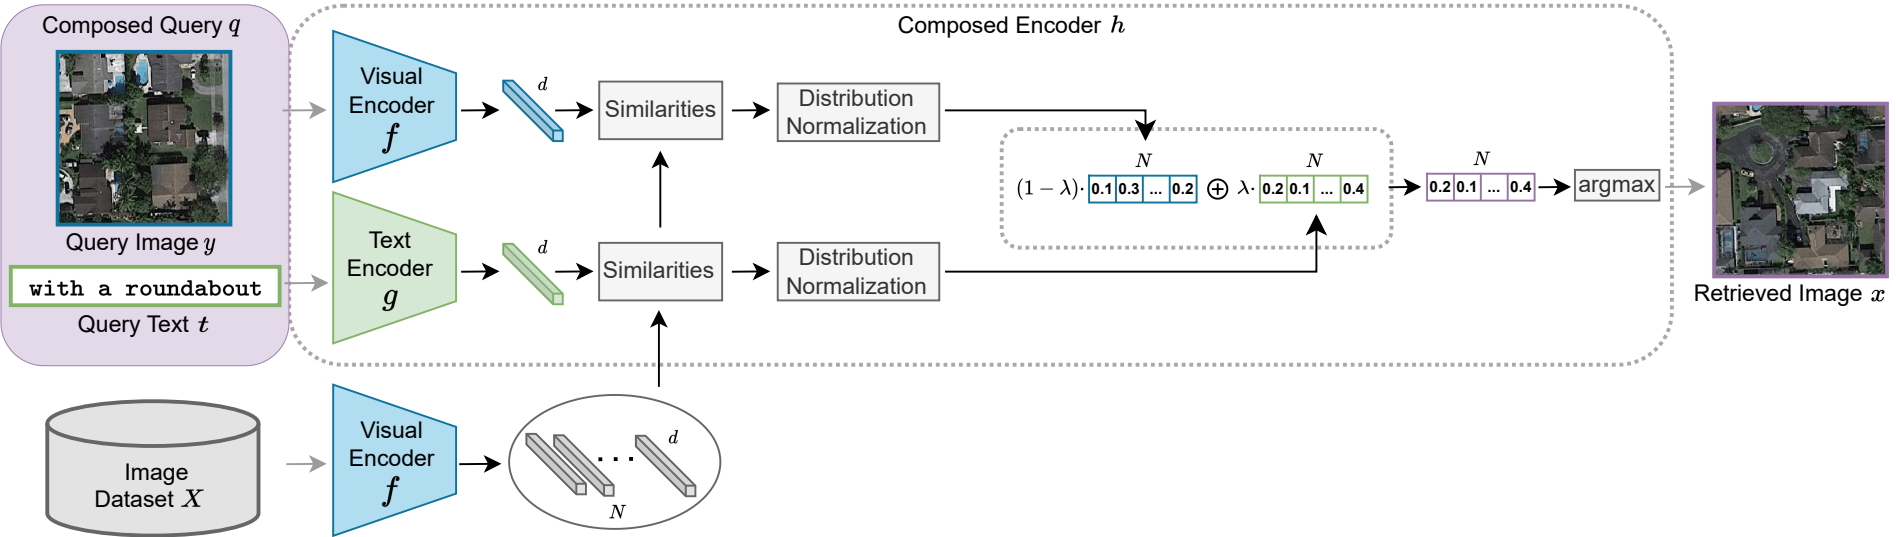 Composed Query q
Query Image y
with a roundabout
Query Text t
Image
Dataset X
Composed Encoder h
Visual
Encoder
f
d
Similarities
Distribution
Normalization
Text
Encoder
g
d
Similarities
Distribution
Normalization
Visual
Encoder
f
d
...
N
N
(1 − λ)· 0.1 0.3 ... 0.2 ⊕ λ· 0.2 0.1 ... 0.4
N
N
0.2 0.1 ... 0.4
argmax
Retrieved Image x